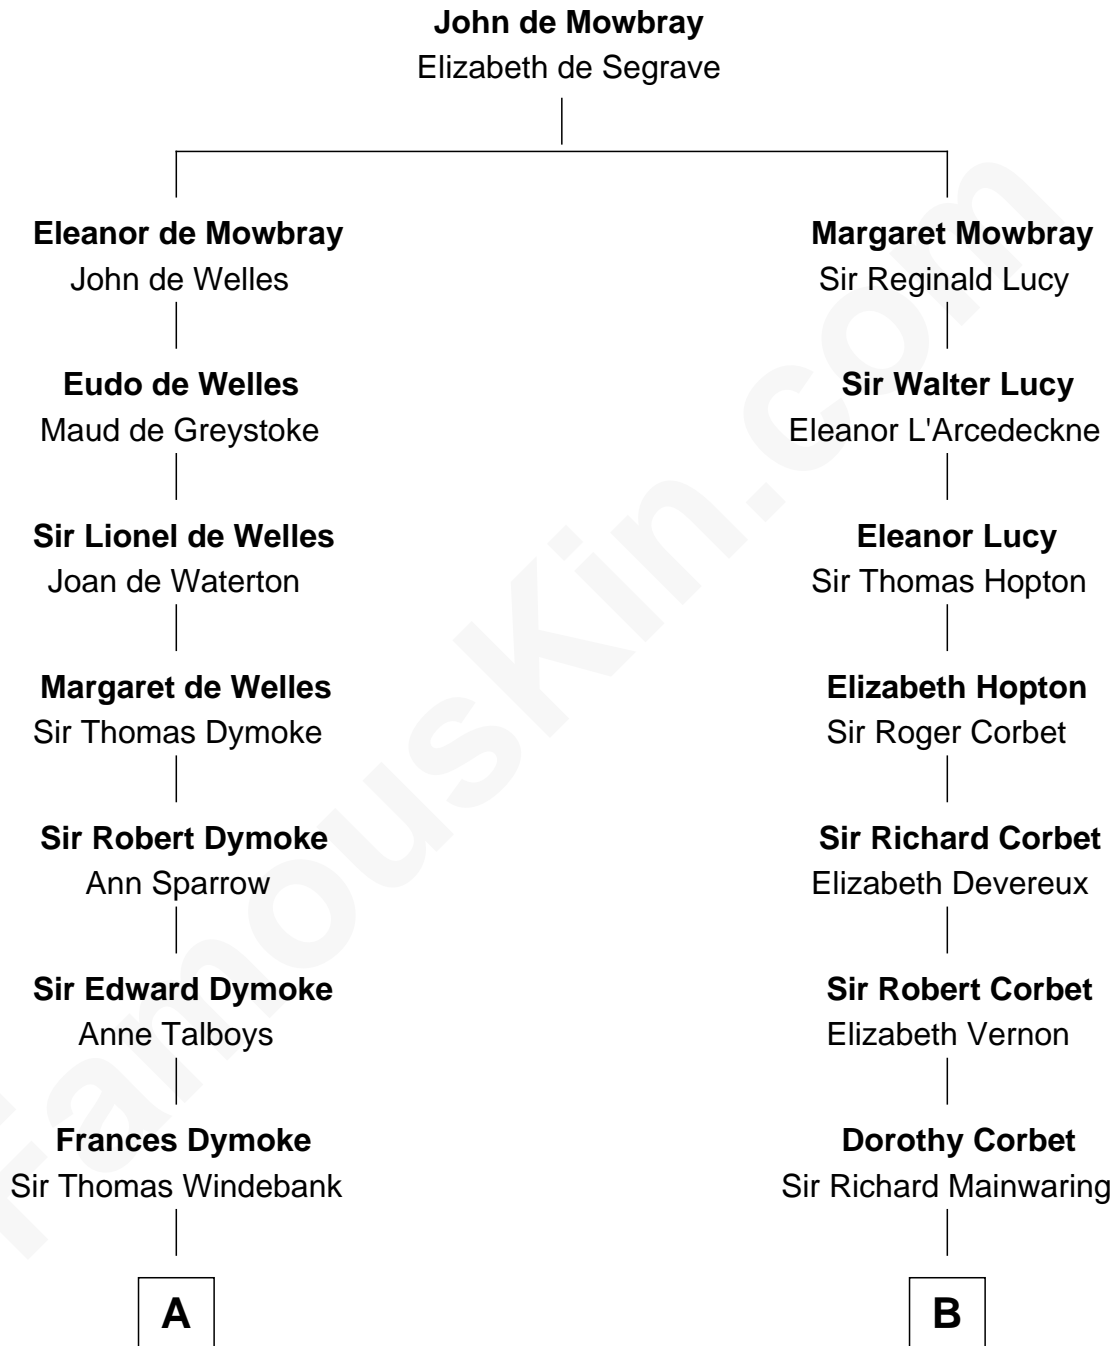 John de Mowbray
Elizabeth de Segrave
Eleanor de Mowbray
John de Welles
Margaret Mowbray
Sir Reginald Lucy
Eudo de Welles
Maud de Greystoke
Sir Walter Lucy
Eleanor L'Arcedeckne
Sir Lionel de Welles
Joan de Waterton
Eleanor Lucy
Sir Thomas Hopton
Margaret de Welles
Sir Thomas Dymoke
Elizabeth Hopton
Sir Roger Corbet
Sir Robert Dymoke
Ann Sparrow
Sir Richard Corbet
Elizabeth Devereux
Sir Edward Dymoke
Anne Talboys
Sir Robert Corbet
Elizabeth Vernon
Frances Dymoke
Sir Thomas Windebank
Dorothy Corbet
Sir Richard Mainwaring
A
B
FamousKin.com